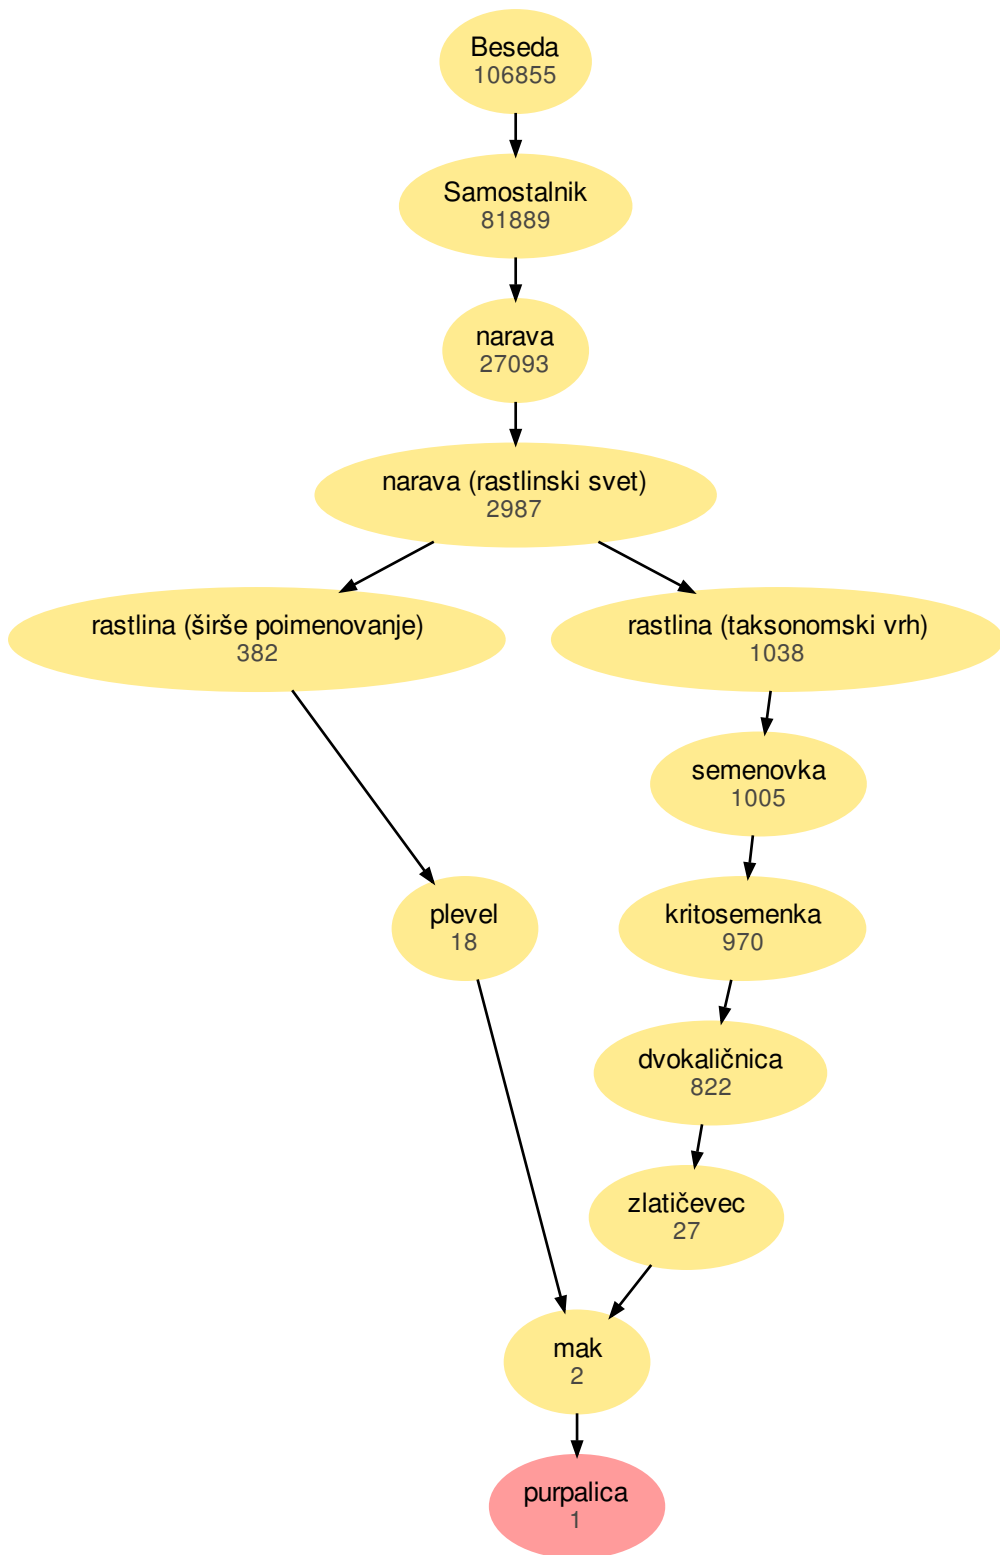 Beseda
106855
Samostalnik
81889
narava
27093
narava (rastlinski svet)
2987
rastlina (širše poimenovanje)
382
rastlina (taksonomski vrh)
1038
semenovka
1005
plevel
18
kritosemenka
970
dvokaličnica
822
zlatičevec
27
mak
2
purpalica
1